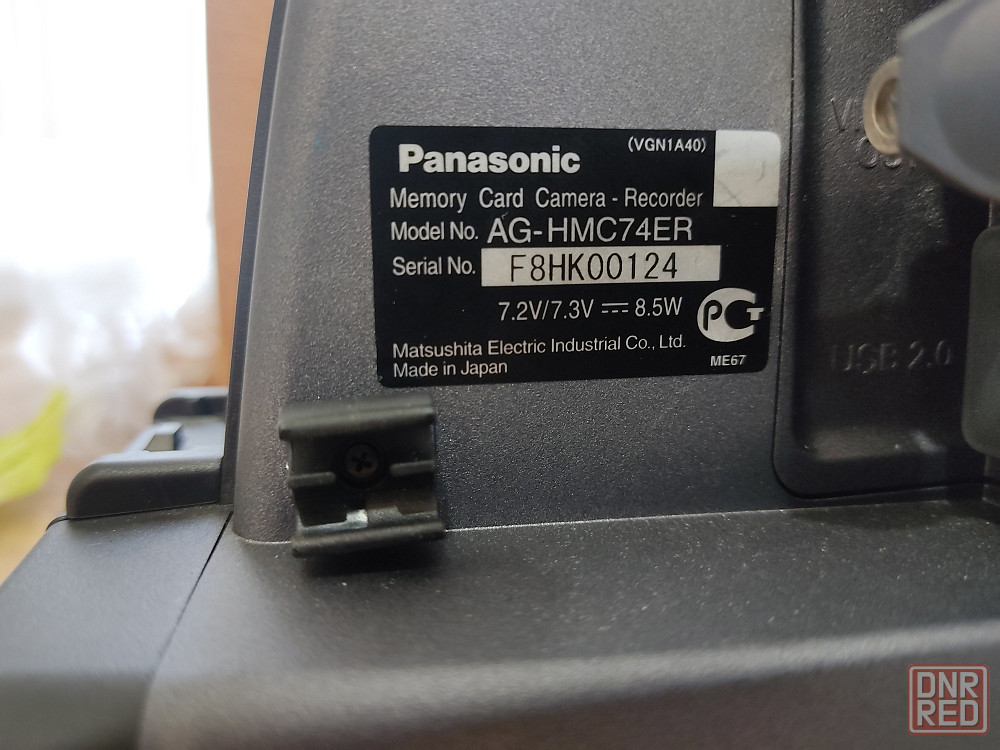 (VGN1A40)
Panasonic
Memory Card Camera - Recorder
Model No. AG-HMC74ER
Serial No. F8HK00124
7.2V/7.3V ⎓ 8.5W
РСТ
Matsushita Electric Industrial Co., Ltd.
ME67
Made in Japan
USB 2.0
DNR
RED